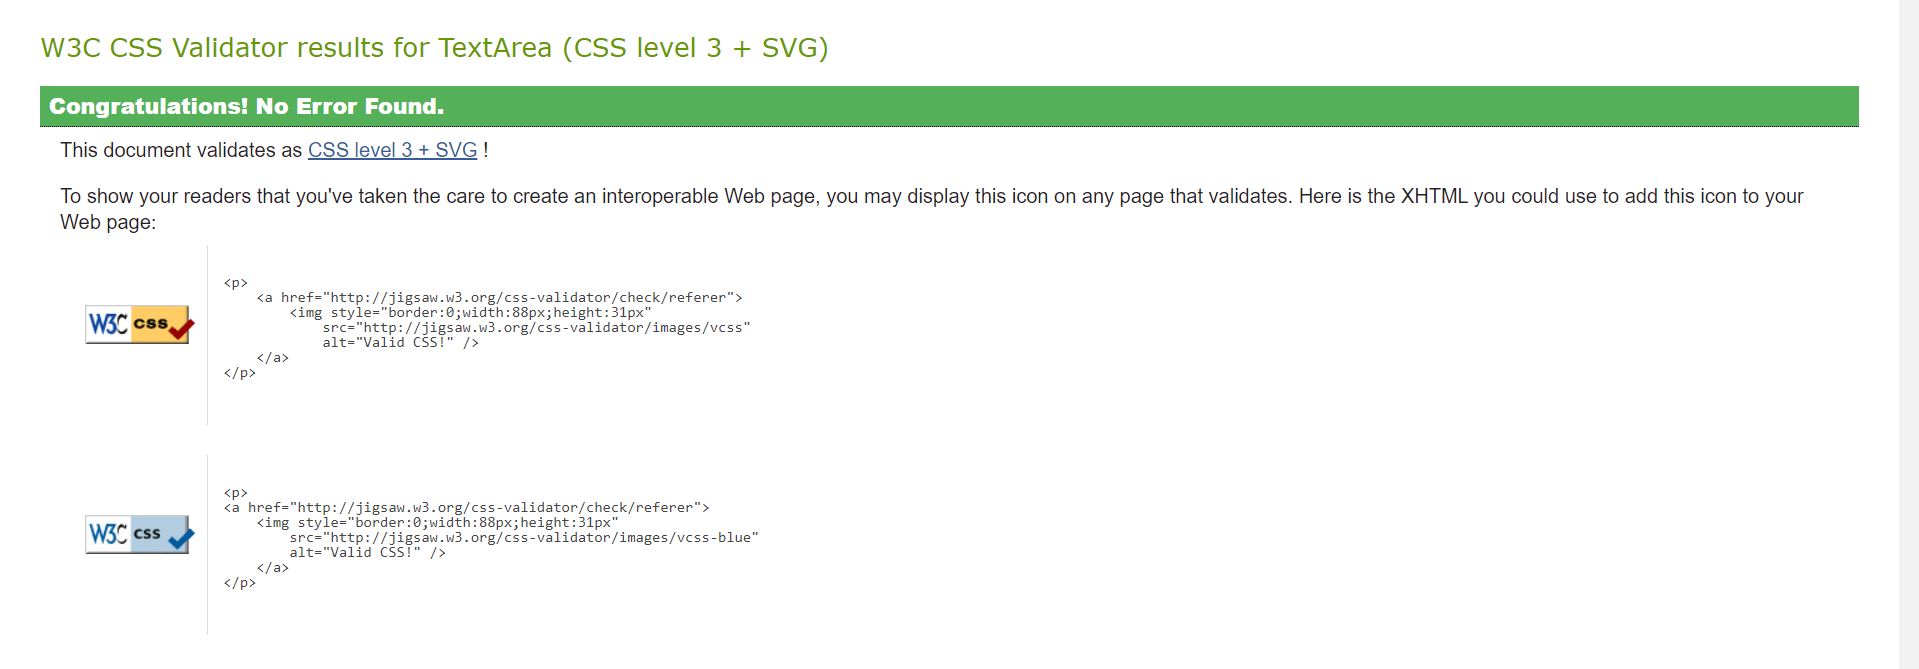 W3C CSS Validator results for TextArea (CSS level 3 + SVG)
Congratulations! No Error Found.
This document validates as CSS level 3 + SVG !
To show your readers that you've taken the care to create an interoperable Web page, you may display this icon on any page that validates. Here is the XHTML you could use to add this icon to your
Web page:
W3C css
<p>
    <a href="http://jigsaw.w3.org/css-validator/check/referer">
        <img style="border:0;width:88px;height:31px"
            src="http://jigsaw.w3.org/css-validator/images/vcss"
            alt="Valid CSS!" />
    </a>
</p>
W3C css
<p>
<a href="http://jigsaw.w3.org/css-validator/check/referer">
    <img style="border:0;width:88px;height:31px"
        src="http://jigsaw.w3.org/css-validator/images/vcss-blue"
        alt="Valid CSS!" />
    </a>
</p>